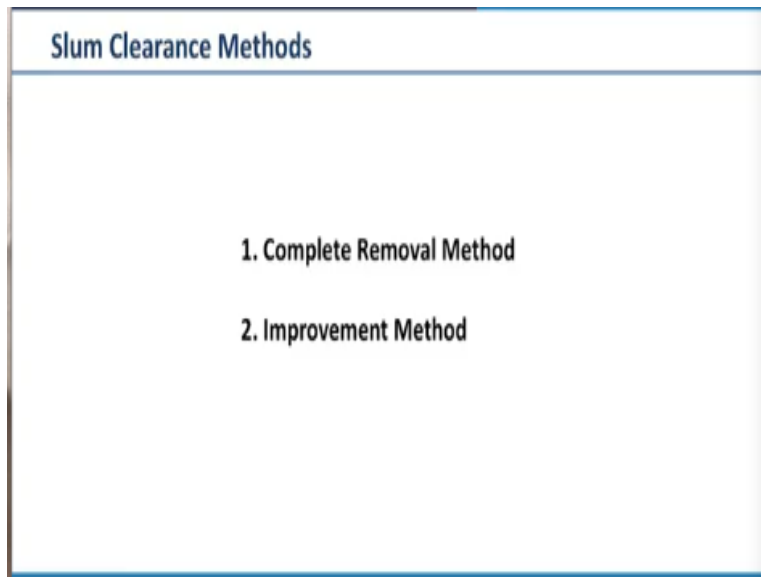 Slum Clearance Methods
1. Complete Removal Method
2. Improvement Method